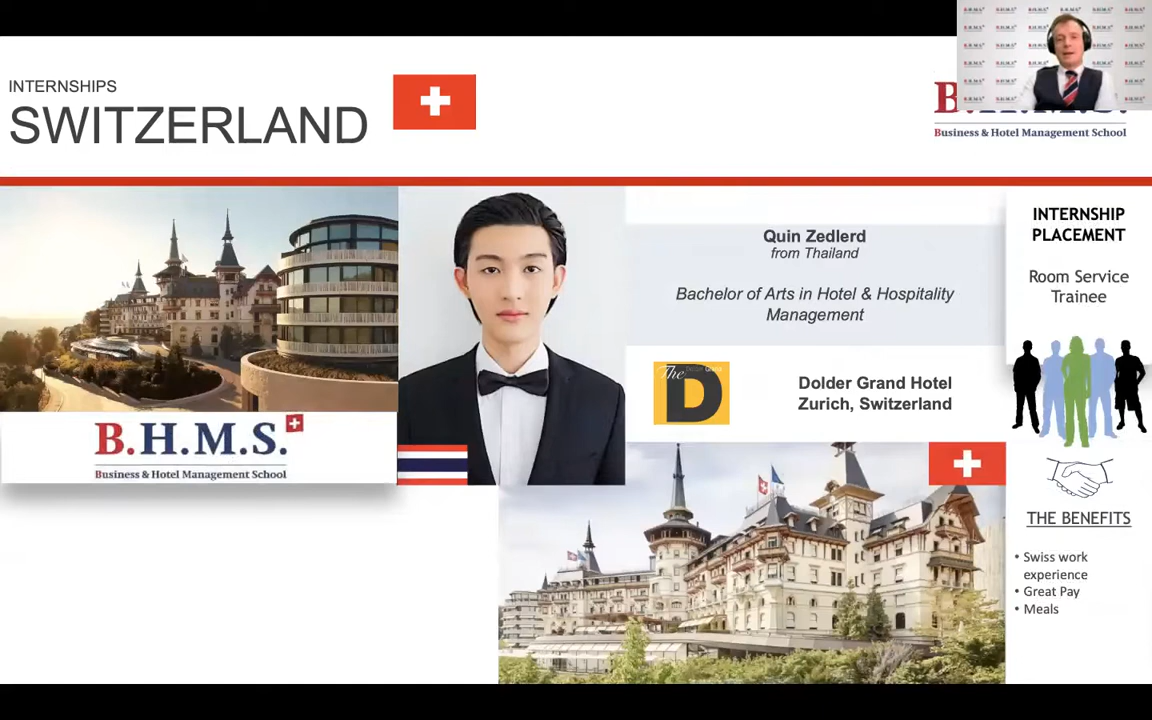 INTERNSHIPS
SWITZERLAND
Business & Hotel Management School
B.H.M.S.
Business & Hotel Management School
Quin Zedlerd
from Thailand
Bachelor of Arts in Hotel & Hospitality
Management
The
D
Dolder Grand Hotel
Zurich, Switzerland
INTERNSHIP
PLACEMENT
Room Service
Trainee
THE BENEFITS
• Swiss work
experience
• Great Pay
• Meals